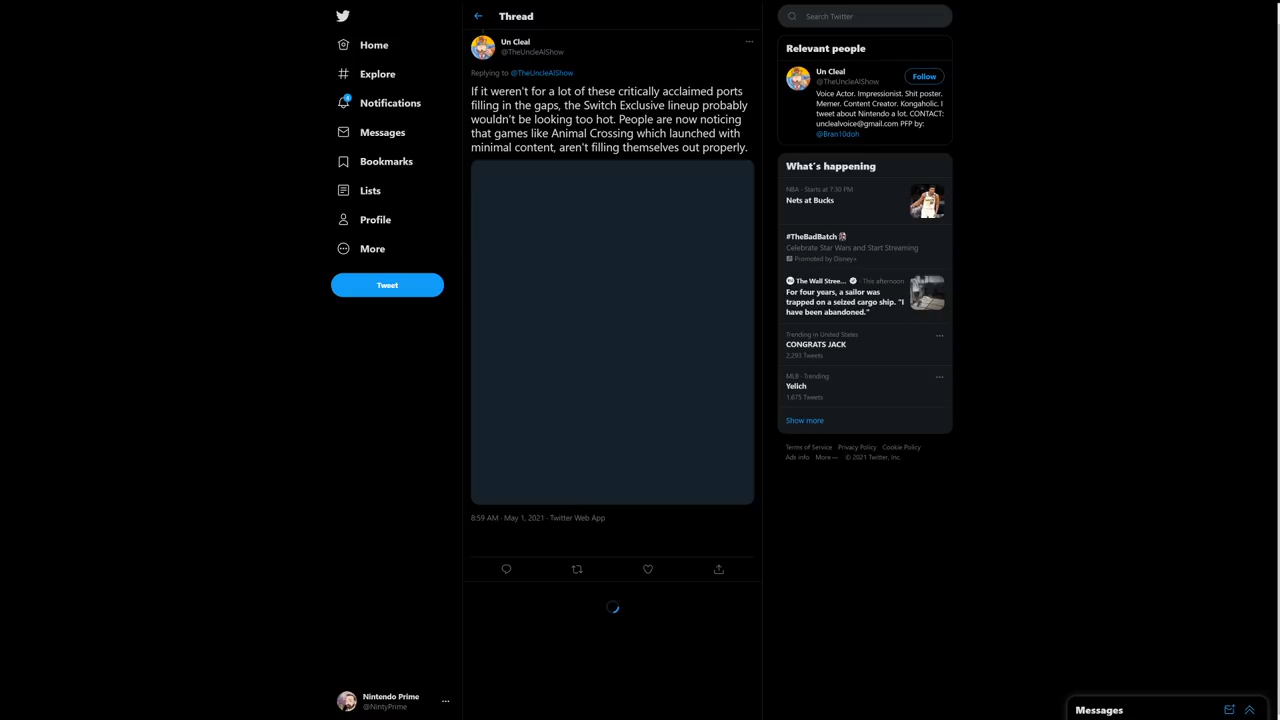 Home
Explore
4
Notifications
Messages
Bookmarks
Lists
Profile
More
Tweet
Nintendo Prime
@NintyPrime
Thread
Un Cleal
@TheUncleAlShow
Replying to @TheUncleAlShow
If it weren't for a lot of these critically acclaimed ports
filling in the gaps, the Switch Exclusive lineup probably
wouldn't be looking too hot. People are now noticing
that games like Animal Crossing which launched with
minimal content, aren't filling themselves out properly.
8:59 AM · May 1, 2021 · Twitter Web App
Search Twitter
Relevant people
Un Cleal
@TheUncleAlShow
Follow
Voice Actor. Impressionist. Shit poster.
Memer. Content Creator. Kongaholic. I
tweet about Nintendo a lot. CONTACT:
unclealvoice@gmail.com PFP by:
@Bran10doh
What's happening
NBA · Starts at 7:30 PM
Nets at Bucks
#TheBadBatch
Celebrate Star Wars and Start Streaming
Promoted by Disney+
The Wall Stree... · This afternoon
For four years, a sailor was
trapped on a seized cargo ship. "I
have been abandoned."
Trending in United States
CONGRATS JACK
2,293 Tweets
MLB · Trending
Yelich
1,675 Tweets
Show more
Terms of Service Privacy Policy Cookie Policy
Ads info More — © 2021 Twitter, Inc.
Messages